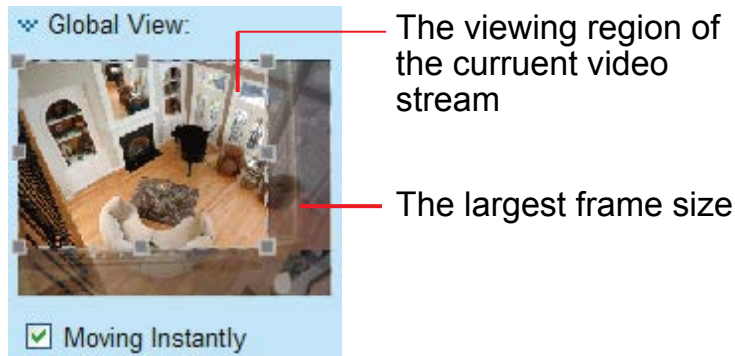 Global View:
The viewing region of
the curruent video
stream
The largest frame size
Moving Instantly